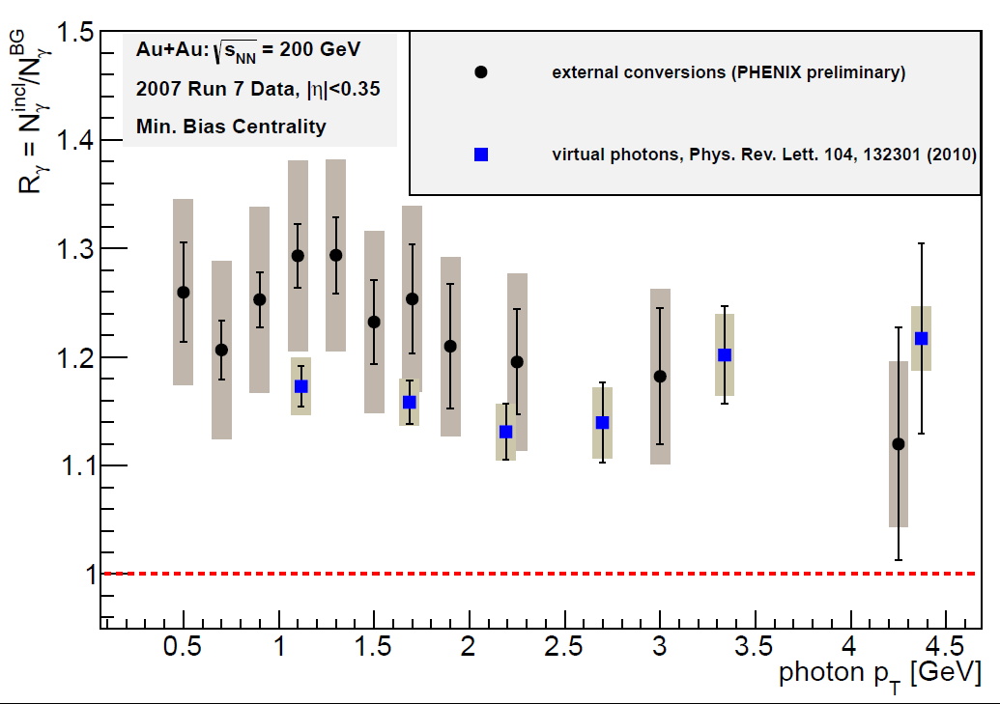 1.5
1.4
1.3
1.2
1.1
1
R_γ = N_γ^incl/N_γ^BG
Au+Au: √s_NN = 200 GeV
2007 Run 7 Data, |η|<0.35
Min. Bias Centrality
external conversions (PHENIX preliminary)
virtual photons, Phys. Rev. Lett. 104, 132301 (2010)
0.5 1 1.5 2 2.5 3 3.5 4 4.5
photon p_T [GeV]